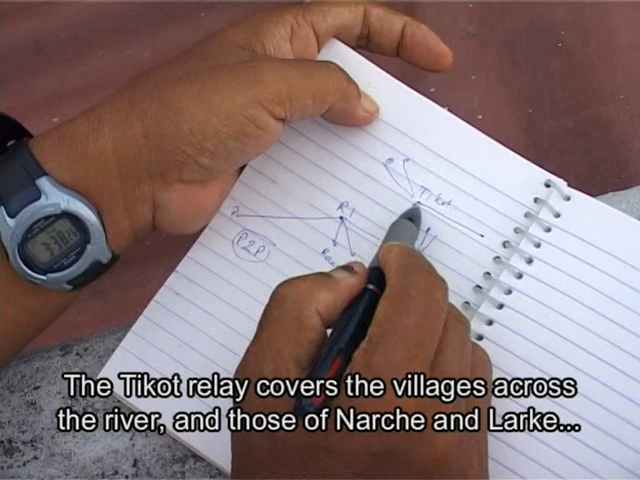 Tikot
R1
P
P2P
3:38
The Tikot relay covers the villages across
the river, and those of Narche and Larke...